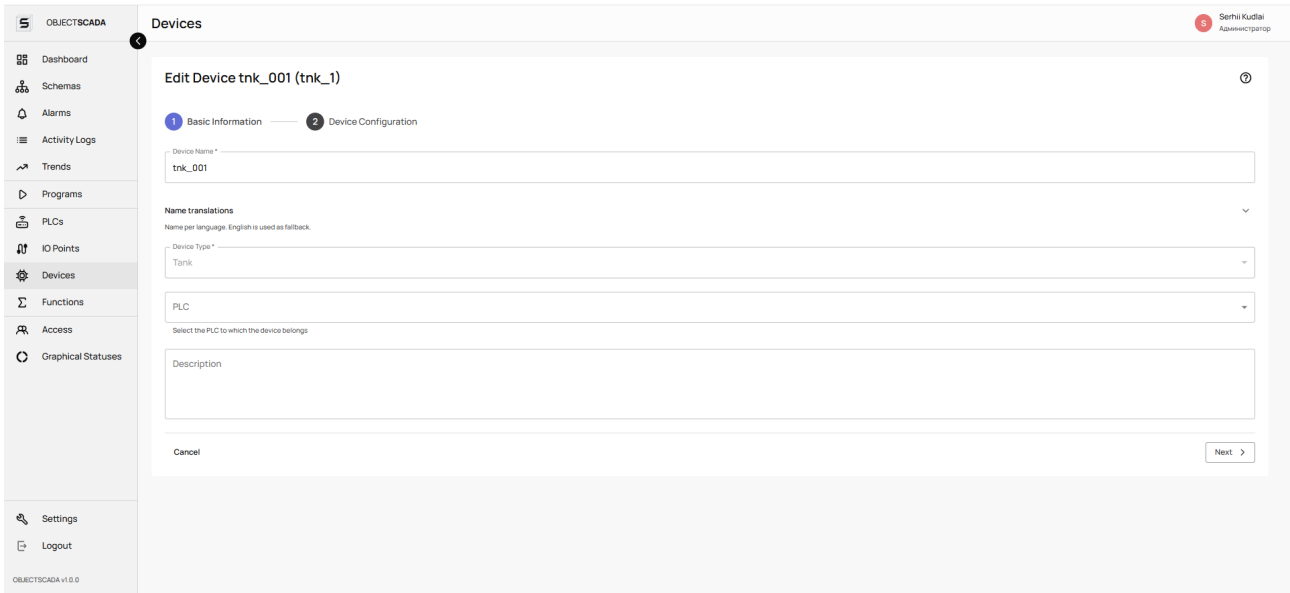 OBJECTSCADA
Devices
S
Serhii Kudlai
Администратор
Dashboard
Schemas
Alarms
Activity Logs
Trends
Programs
PLCs
IO Points
Devices
Functions
Access
Graphical Statuses
Settings
Logout
OBJECTSCADA v1.0.0
Edit Device tnk_001 (tnk_1)
1 Basic Information
2 Device Configuration
Device Name *
tnk_001
Name translations
Name per language. English is used as fallback.
Device Type *
Tank
PLC
Select the PLC to which the device belongs
Description
Cancel
Next